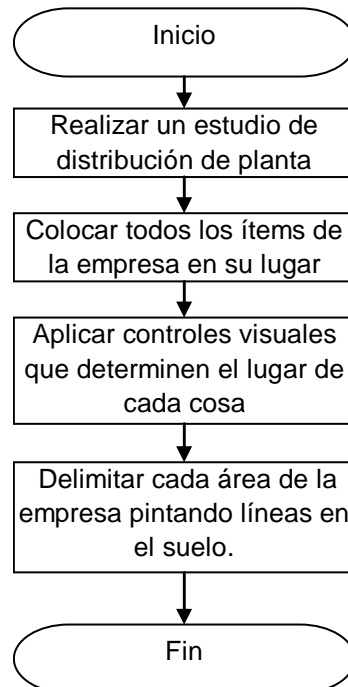 Inicio
Realizar un estudio de
distribución de planta
Colocar todos los ítems de
la empresa en su lugar
Aplicar controles visuales
que determinen el lugar de
cada cosa
Delimitar cada área de la
empresa pintando líneas en
el suelo.
Fin